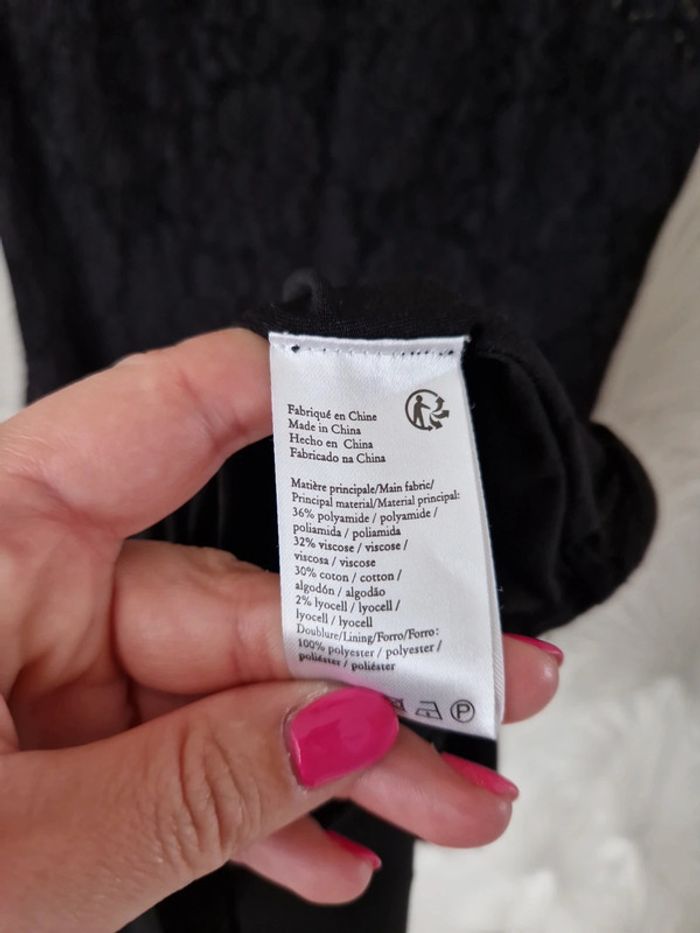 Fabriqué en Chine
Made in China
Hecho en China
Fabricado na China
Matière principale/Main fabric/
Principal material/Material principal:
36% polyamide / polyamide /
poliamida / poliamida
32% viscose / viscose /
viscosa / viscose
30% coton / cotton /
algodón / algodão
2% lyocell / lyocell /
lyocell / lyocell
Doublure/Lining/Forro/Forro:
100% polyester / polyester /
poliéster / poliéster
P